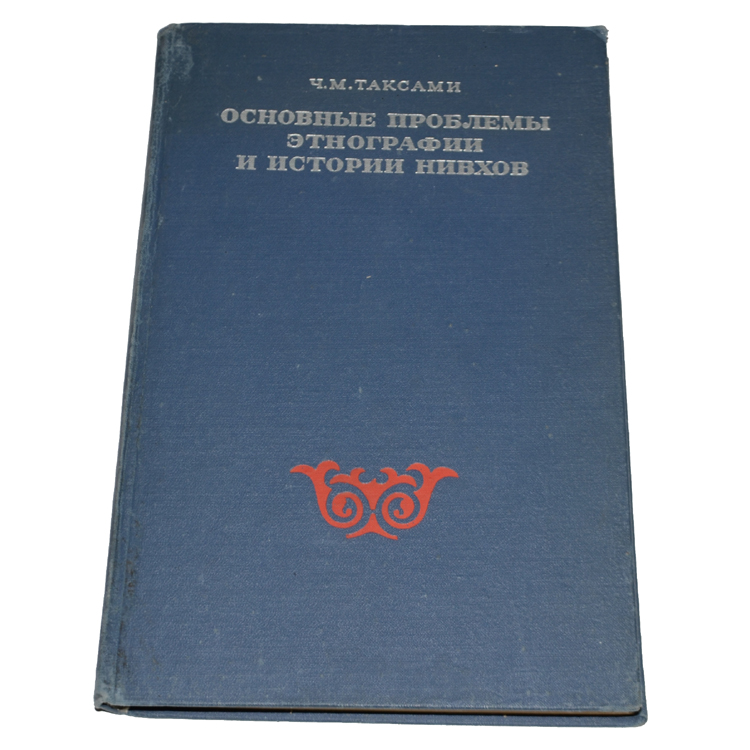 Ч.М.ТАКСАМИ
ОСНОВНЫЕ ПРОБЛЕМЫ
ЭТНОГРАФИИ
И ИСТОРИИ НИВХОВ